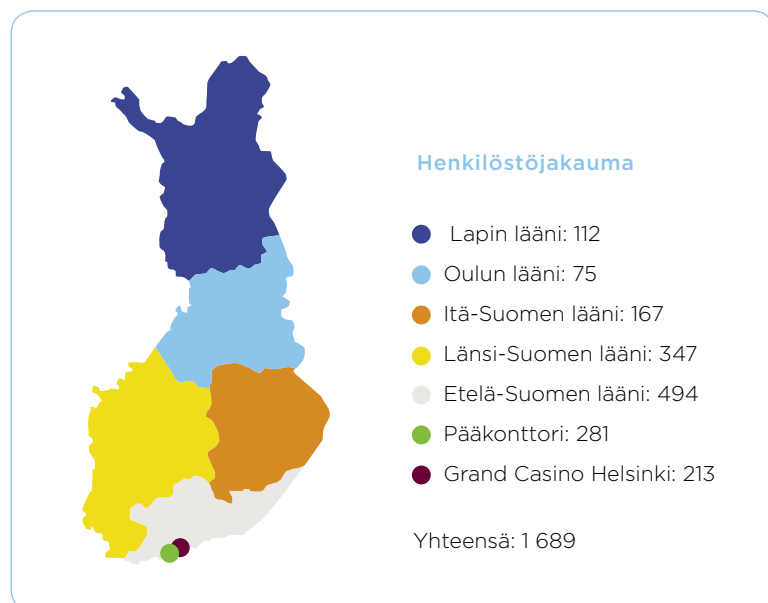 Henkilöstöjakauma
Lapin lääni: 112
Oulun lääni: 75
Itä-Suomen lääni: 167
Länsi-Suomen lääni: 347
Etelä-Suomen lääni: 494
Pääkonttori: 281
Grand Casino Helsinki: 213
Yhteensä: 1 689